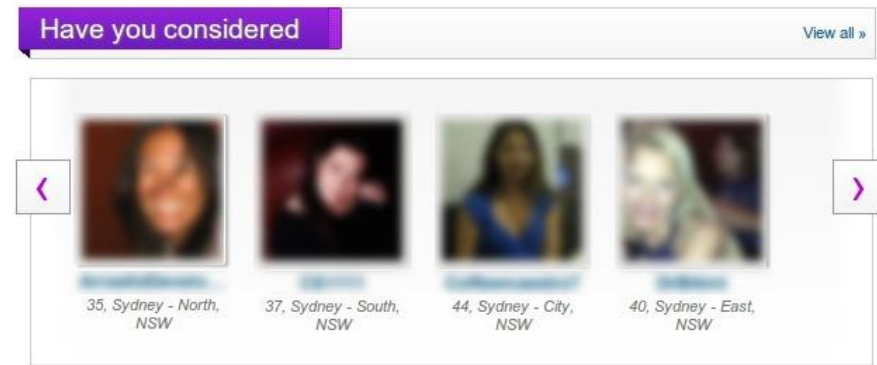 Have you considered
View all »
35, Sydney - North,
NSW
37, Sydney - South,
NSW
44, Sydney - City,
NSW
40, Sydney - East,
NSW